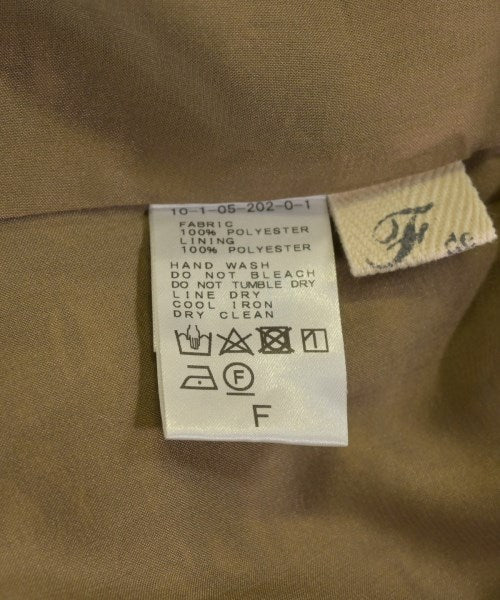 10-1-05-202-0-1
FABRIC
100% POLYESTER
LINING
100% POLYESTER
HAND WASH
DO NOT BLEACH
DO NOT TUMBLE DRY
LINE DRY
COOL IRON
DRY CLEAN
F
F
F